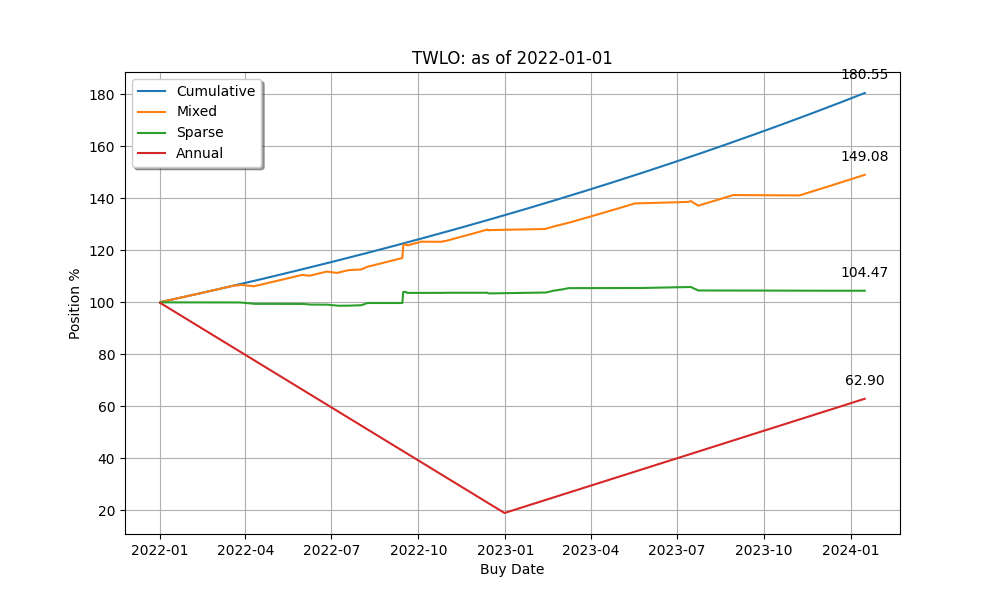 TWLO: as of 2022-01-01
Cumulative
Mixed
Sparse
Annual
180.55
149.08
104.47
62.90
Position %
180
160
140
120
100
80
60
40
20
2022-01 2022-04 2022-07 2022-10 2023-01 2023-04 2023-07 2023-10 2024-01
Buy Date